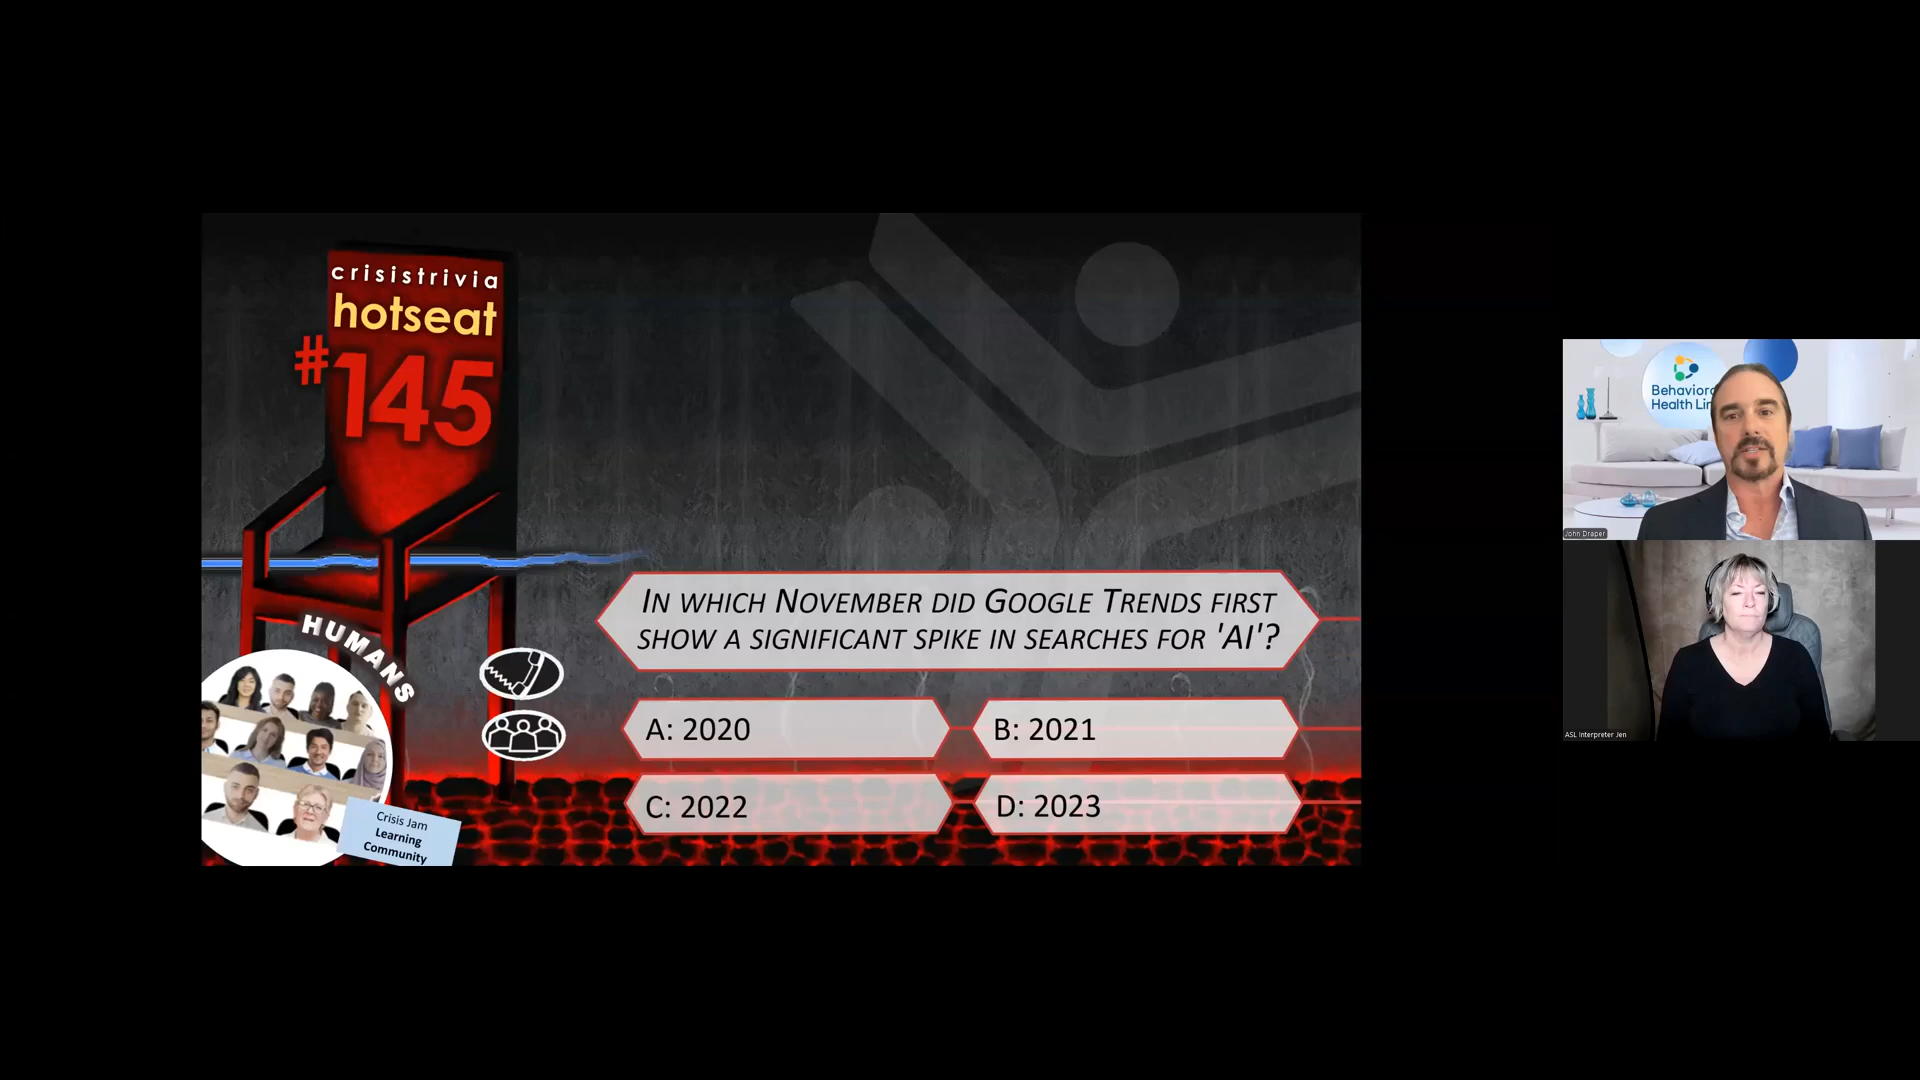 crisistrivia
hotseat
#145
HUMANS
Crisis Jam
Learning
Community
IN WHICH NOVEMBER DID GOOGLE TRENDS FIRST
SHOW A SIGNIFICANT SPIKE IN SEARCHES FOR 'AI'?
A: 2020
B: 2021
C: 2022
D: 2023
Behavior
Health Lin
John Draper
ASL Interpreter Jen